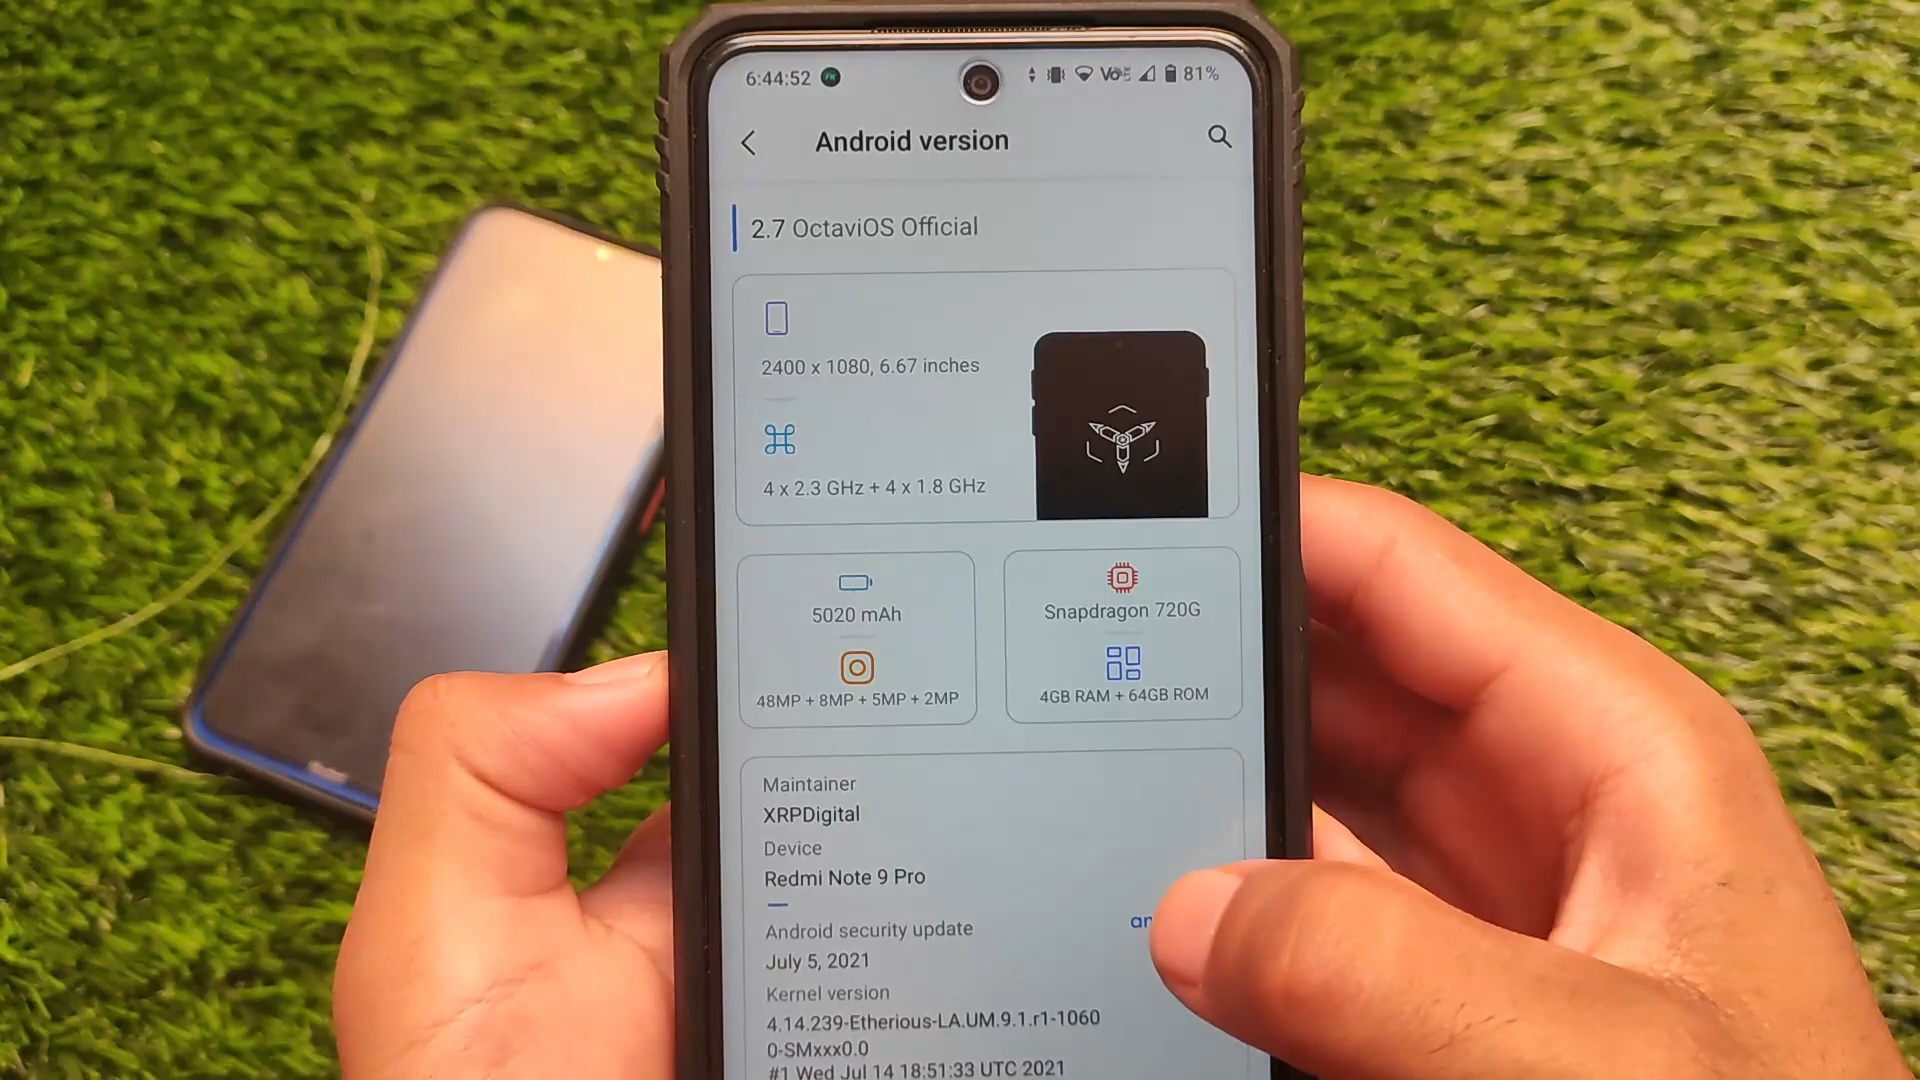 6:44:52 81%
Android version
2.7 OctaviOS Official
2400 x 1080, 6.67 inches
4 x 2.3 GHz + 4 x 1.8 GHz
5020 mAh
Snapdragon 720G
48MP + 8MP + 5MP + 2MP
4GB RAM + 64GB ROM
Maintainer
XRPDigital
Device
Redmi Note 9 Pro
Android security update
July 5, 2021
Kernel version
4.14.239-Etherious-LA.UM.9.1.r1-1060
0-SMxxx0.0
#1 Wed Jul 14 18:51:33 UTC 2021